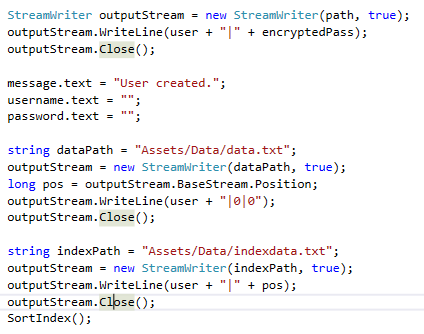 StreamWriter outputStream = new StreamWriter(path, true);
outputStream.WriteLine(user + "|" + encryptedPass);
outputStream.Close();
message.text = "User created.";
username.text = "";
password.text = "";
string dataPath = "Assets/Data/data.txt";
outputStream = new StreamWriter(dataPath, true);
long pos = outputStream.BaseStream.Position;
outputStream.WriteLine(user + "|0|0");
outputStream.Close();
string indexPath = "Assets/Data/indexdata.txt";
outputStream = new StreamWriter(indexPath, true);
outputStream.WriteLine(user + "|" + pos);
outputStream.Close();
SortIndex();